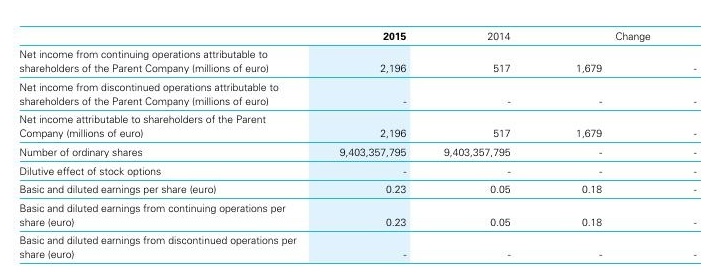 2015 2014 Change
Net income from continuing operations attributable to
shareholders of the Parent Company (millions of euro) 2,196 517 1,679 -
Net income from discontinued operations attributable to
shareholders of the Parent Company (millions of euro) - - - -
Net income attributable to shareholders of the Parent
Company (millions of euro) 2,196 517 1,679 -
Number of ordinary shares 9,403,357,795 9,403,357,795 - -
Dilutive effect of stock options - - - -
Basic and diluted earnings per share (euro) 0.23 0.05 0.18 -
Basic and diluted earnings from continuing operations per
share (euro) 0.23 0.05 0.18 -
Basic and diluted earnings from discontinued operations per
share (euro) - - - -